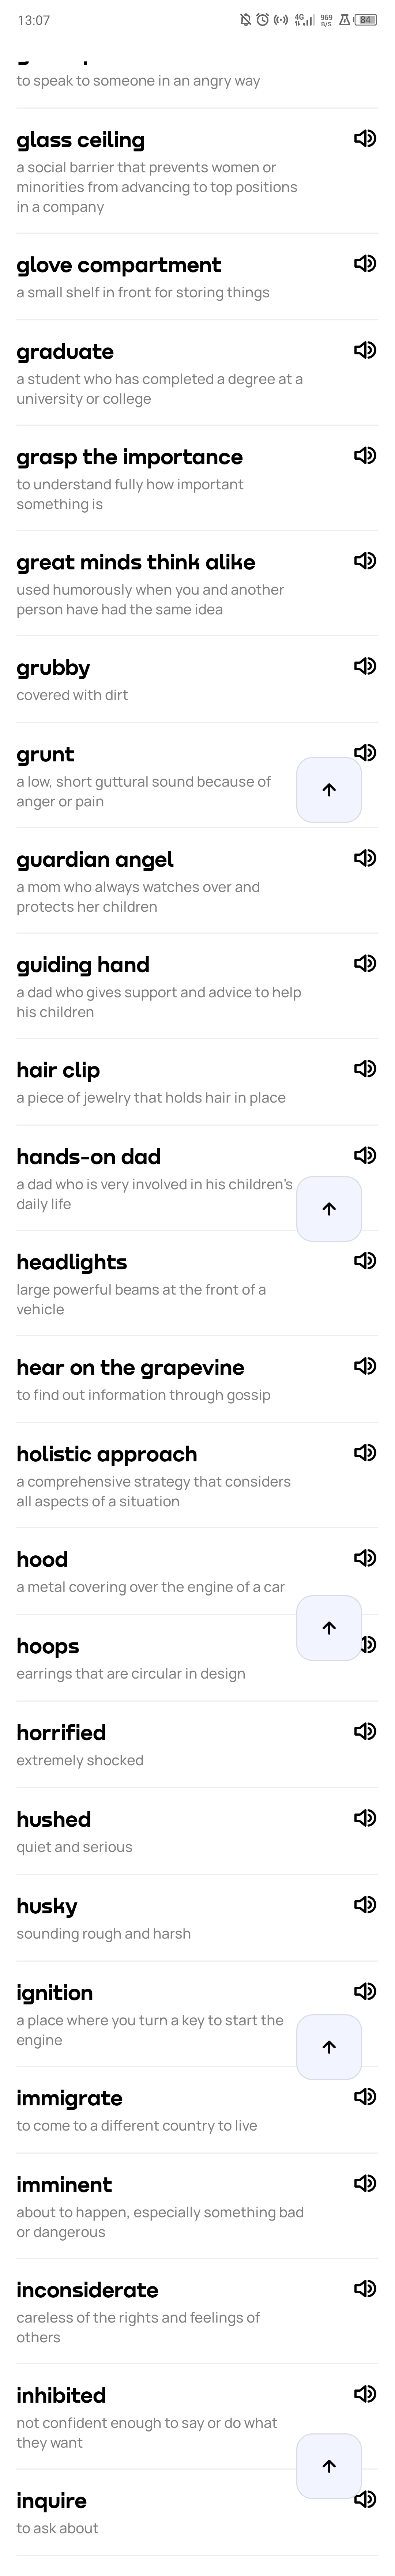 13:07
4G
969
B/S
84
to speak to someone in an angry way
glass ceiling
a social barrier that prevents women or
minorities from advancing to top positions
in a company
glove compartment
a small shelf in front for storing things
graduate
a student who has completed a degree at a
university or college
grasp the importance
to understand fully how important
something is
great minds think alike
used humorously when you and another
person have had the same idea
grubby
covered with dirt
grunt
a low, short guttural sound because of
anger or pain
guardian angel
a mom who always watches over and
protects her children
guiding hand
a dad who gives support and advice to help
his children
hair clip
a piece of jewelry that holds hair in place
hands-on dad
a dad who is very involved in his children's
daily life
headlights
large powerful beams at the front of a
vehicle
hear on the grapevine
to find out information through gossip
holistic approach
a comprehensive strategy that considers
all aspects of a situation
hood
a metal covering over the engine of a car
hoops
earrings that are circular in design
horrified
extremely shocked
hushed
quiet and serious
husky
sounding rough and harsh
ignition
a place where you turn a key to start the
engine
immigrate
to come to a different country to live
imminent
about to happen, especially something bad
or dangerous
inconsiderate
careless of the rights and feelings of
others
inhibited
not confident enough to say or do what
they want
inquire
to ask about